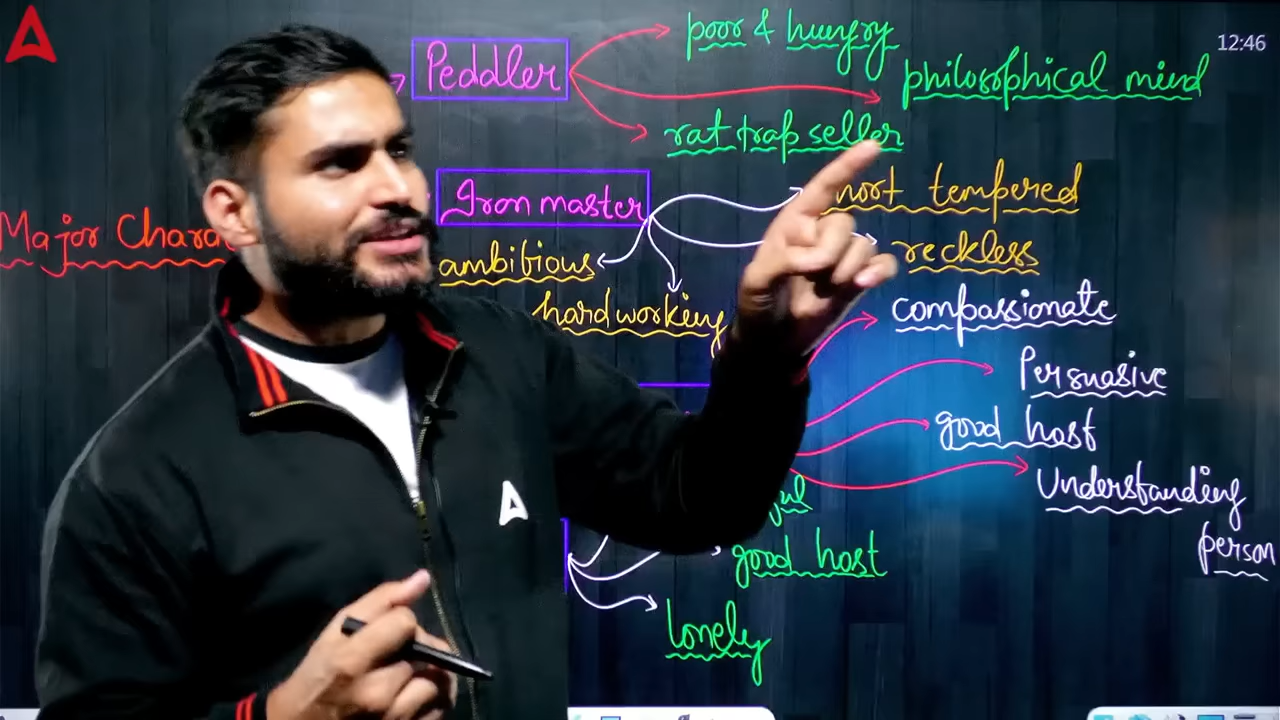 12:46
Peddler
poor & hungry
philosophical mind
rat trap seller
Major
Iron master
tempered
reckless
ambitious
hardworking
compassionate
Persuasive
good host
Understanding
person
good host
lonely